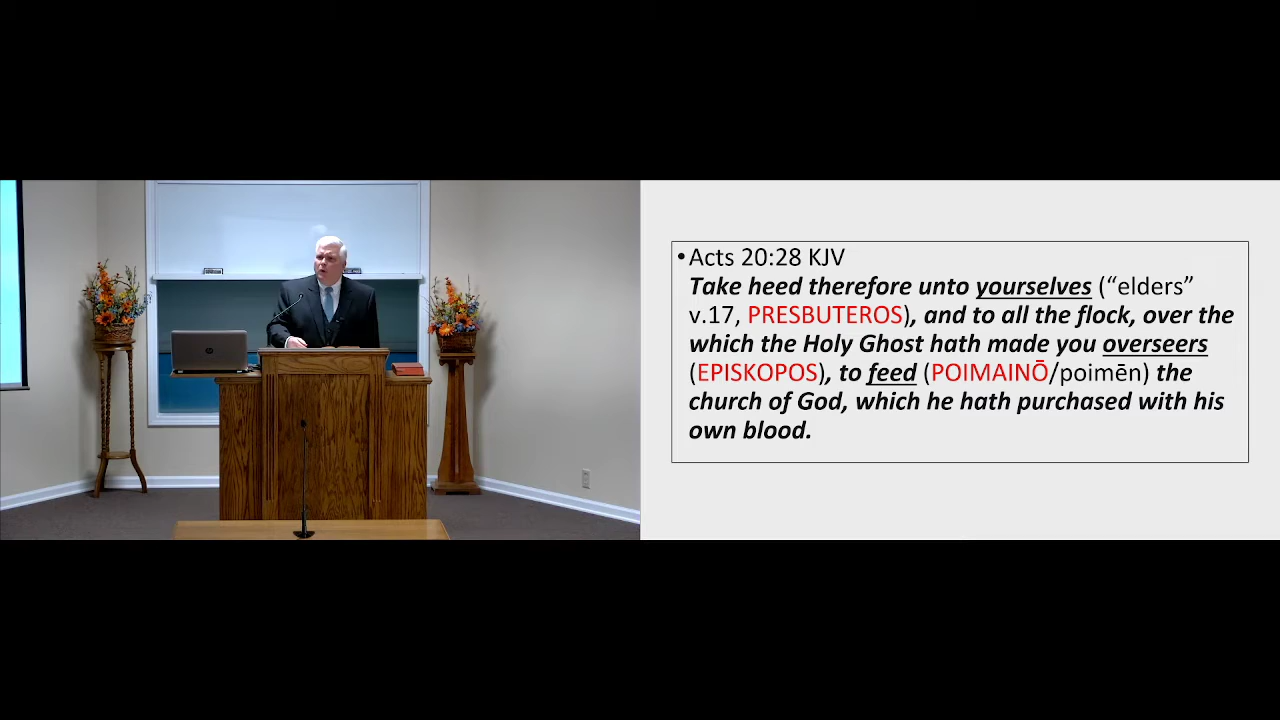 •Acts 20:28 KJV
Take heed therefore unto yourselves (“elders”
v.17, PRESBUTEROS), and to all the flock, over the
which the Holy Ghost hath made you overseers
(EPISKOPOS), to feed (POIMAINŌ/poimēn) the
church of God, which he hath purchased with his
own blood.